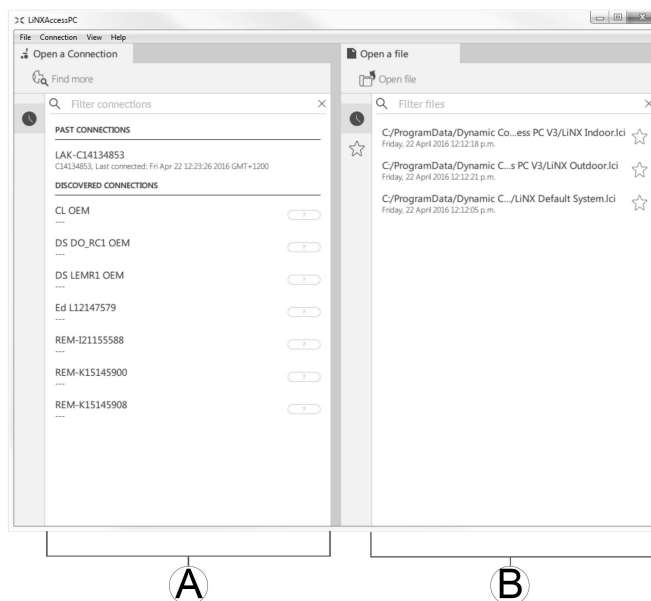 LiNXAccessPC
File Connection View Help
Open a Connection
Find more
Filter connections
PAST CONNECTIONS
LAK-C14134853
C14134853, Last connected: Fri Apr 22 12:23:26 2016 GMT+1200
DISCOVERED CONNECTIONS
CL OEM
---
?
DS DO_RC1 OEM
---
?
DS LEMR1 OEM
---
?
Ed L12147579
---
?
REM-I21155588
---
?
REM-K15145900
---
?
REM-K15145908
---
?
Open a file
Open file
Filter files
C:/ProgramData/Dynamic Co...ess PC V3/LiNX Indoor.lci
Friday, 22 April 2016 12:12:18 p.m.
C:/ProgramData/Dynamic C...s PC V3/LiNX Outdoor.lci
Friday, 22 April 2016 12:12:21 p.m.
C:/ProgramData/Dynamic C.../LiNX Default System.lci
Friday, 22 April 2016 12:12:05 p.m.
A
B